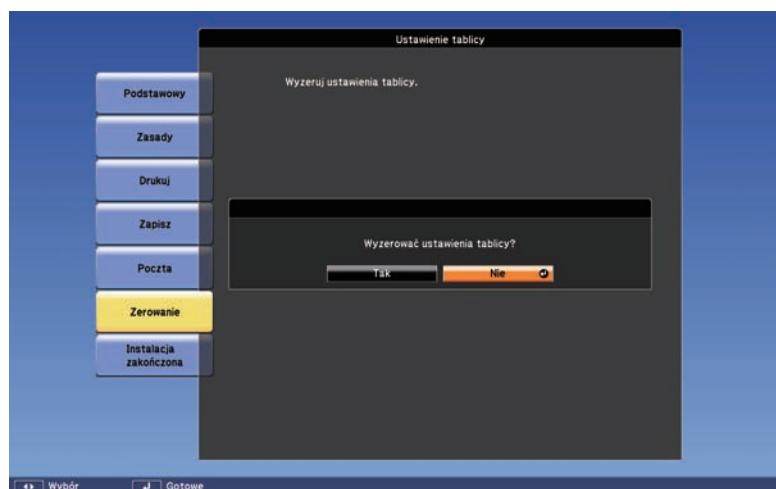 Ustawienie tablicy
Wyzeruj ustawienia tablicy.
Podstawowy
Zasady
Drukuj
Zapisz
Poczta
Zerowanie
Instalacja
zakończona
Wyzerować ustawienia tablicy?
Tak
Nie
Wybór
Gotowe